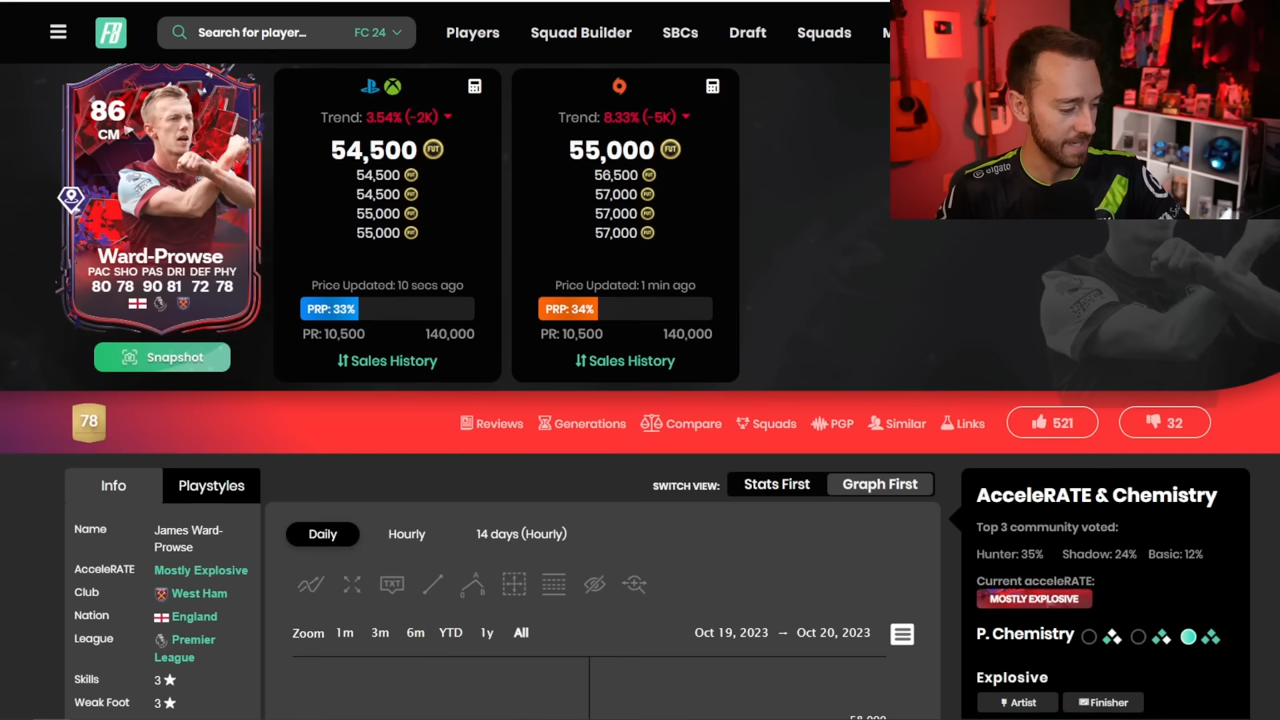 FB
Search for player...
FC 24
Players
Squad Builder
SBCs
Draft
Squads
M
86
CM
Ward-Prowse
PAC SHO PAS DRI DEF PHY
80 78 90 81 72 78
Snapshot
Trend: 3.54% (-2K)
54,500
54,500
54,500
55,000
55,000
Price Updated: 10 secs ago
PRP: 33%
PR: 10,500
140,000
Sales History
Trend: 8.33% (-5K)
55,000
56,500
57,000
57,000
57,000
Price Updated: 1 min ago
PRP: 34%
PR: 10,500
140,000
Sales History
elgato
78
Reviews
Generations
Compare
Squads
PGP
Similar
Links
521
32
Info
Playstyles
Name
James Ward-
Prowse
AcceleRATE
Mostly Explosive
Club
West Ham
Nation
England
League
Premier
League
Skills
3
Weak Foot
3
SWITCH VIEW:
Stats First
Graph First
Daily
Hourly
14 days (Hourly)
TXT
Zoom
1m
3m
6m
YTD
1y
All
Oct 19, 2023 → Oct 20, 2023
58,000
AcceleRATE & Chemistry
Top 3 community voted:
Hunter: 35%
Shadow: 24%
Basic: 12%
Current acceleRATE:
MOSTLY EXPLOSIVE
P. Chemistry
Explosive
Artist
Finisher